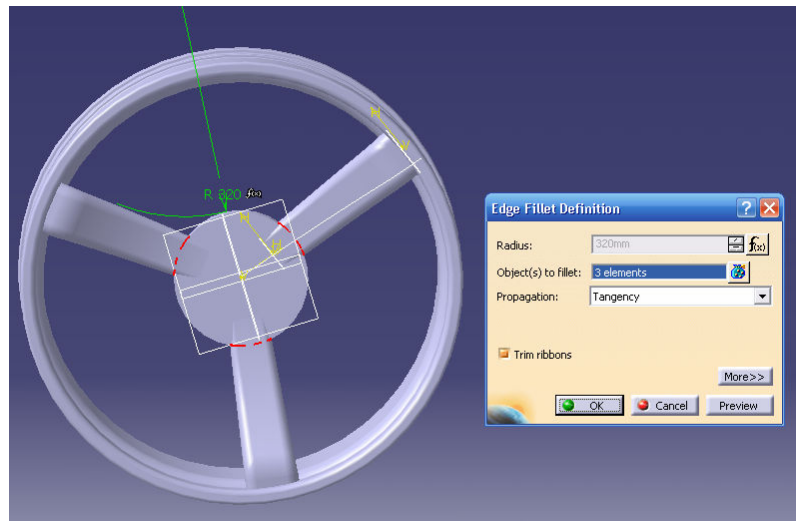 R 320 f(x)
H
V
H
H
Edge Fillet Definition
Radius: 320mm f(x)
Object(s) to fillet: 3 elements
Propagation: Tangency
Trim ribbons
More>>
OK Cancel Preview